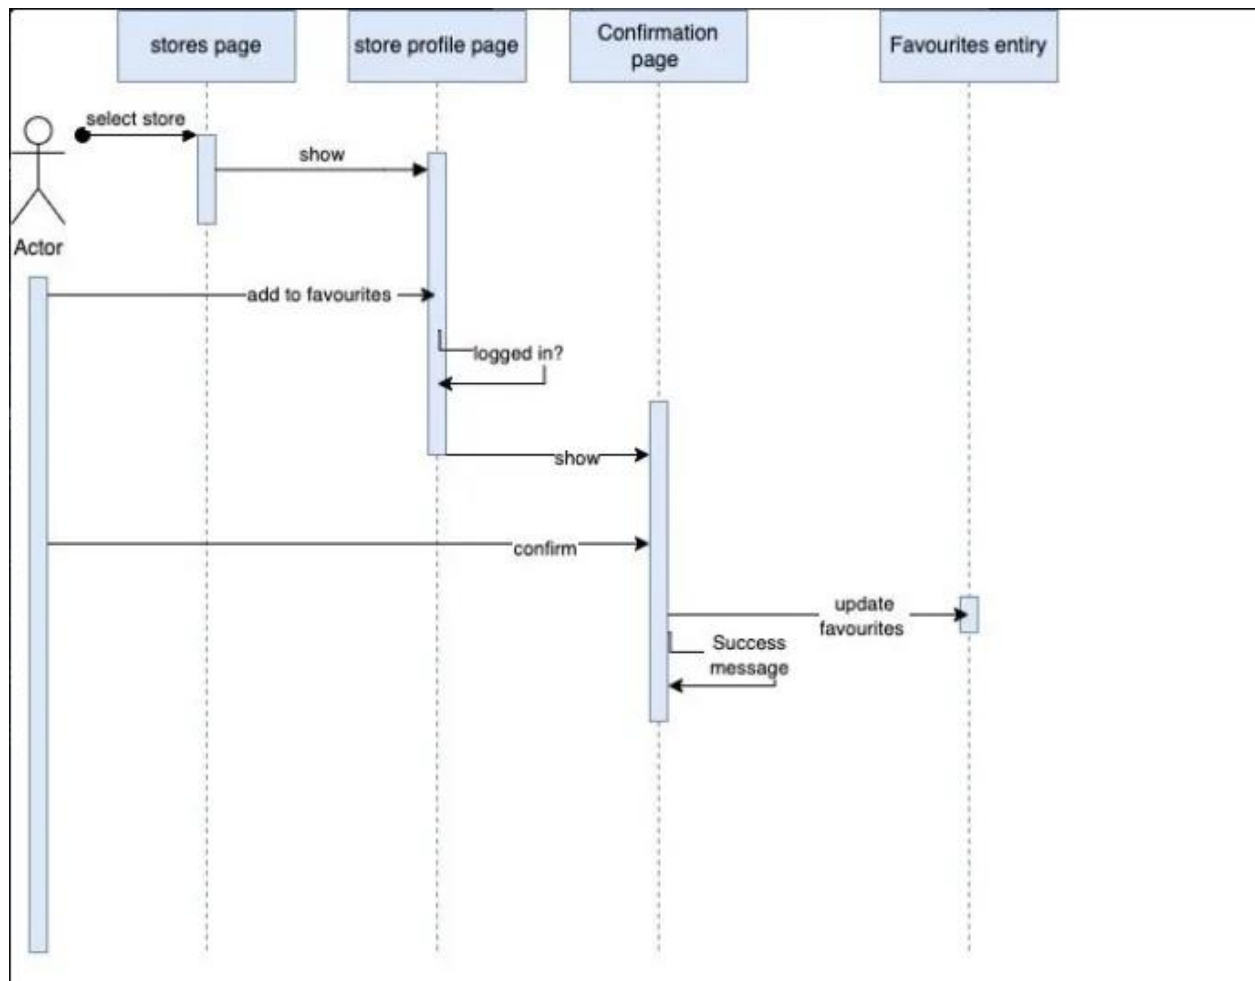 stores page
store profile page
Confirmation
page
Favourites entiry
select store
show
Actor
add to favourites
logged in?
show
confirm
update
favourites
Success
message